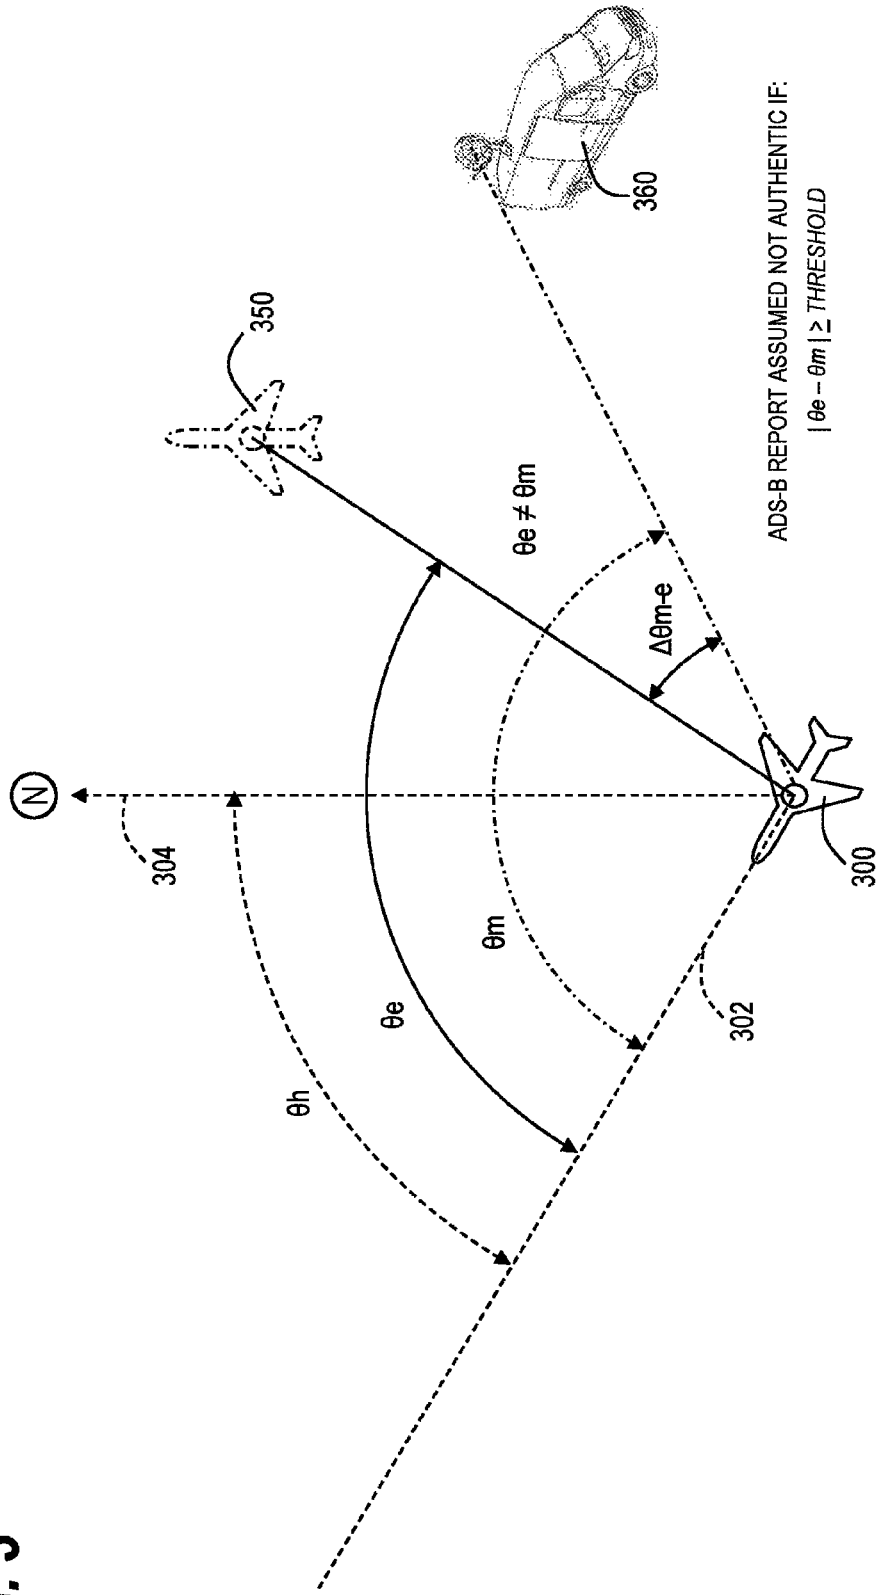 N
304
350
360
θh
θe
θm
θe ≠ θm
Δθm-e
302
300
ADS-B REPORT ASSUMED NOT AUTHENTIC IF:
| θe – θm | ≥ THRESHOLD